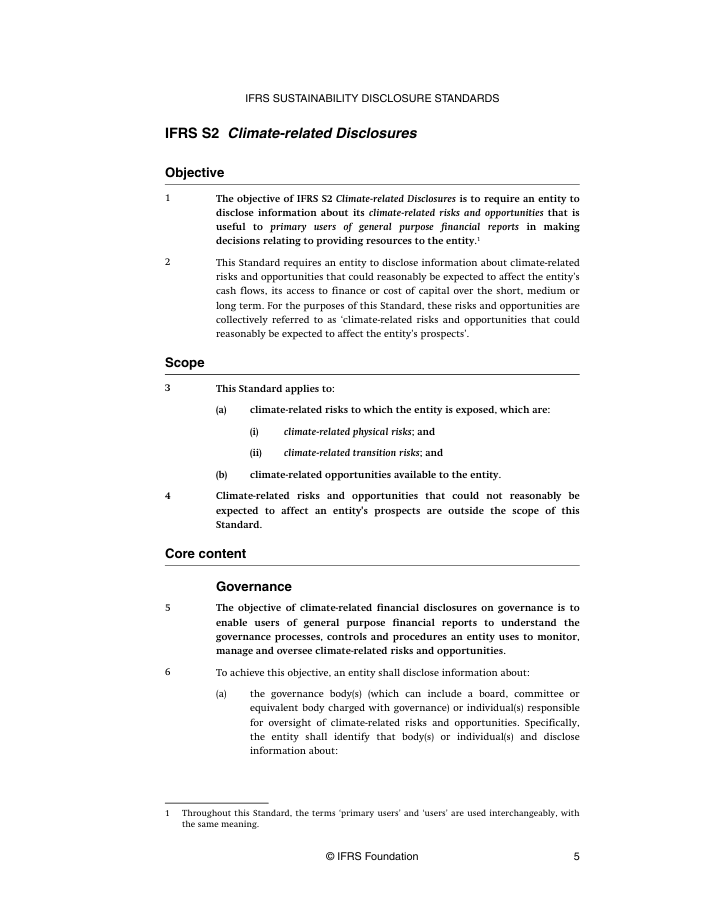 IFRS SUSTAINABILITY DISCLOSURE STANDARDS
IFRS S2 Climate-related Disclosures
Objective
1 The objective of IFRS S2 Climate-related Disclosures is to require an entity to
disclose information about its climate-related risks and opportunities that is
useful to primary users of general purpose financial reports in making
decisions relating to providing resources to the entity.¹
2 This Standard requires an entity to disclose information about climate-related
risks and opportunities that could reasonably be expected to affect the entity’s
cash flows, its access to finance or cost of capital over the short, medium or
long term. For the purposes of this Standard, these risks and opportunities are
collectively referred to as ‘climate-related risks and opportunities that could
reasonably be expected to affect the entity’s prospects’.
Scope
3 This Standard applies to:
(a) climate-related risks to which the entity is exposed, which are:
(i) climate-related physical risks; and
(ii) climate-related transition risks; and
(b) climate-related opportunities available to the entity.
4 Climate-related risks and opportunities that could not reasonably be
expected to affect an entity’s prospects are outside the scope of this
Standard.
Core content
Governance
5 The objective of climate-related financial disclosures on governance is to
enable users of general purpose financial reports to understand the
governance processes, controls and procedures an entity uses to monitor,
manage and oversee climate-related risks and opportunities.
6 To achieve this objective, an entity shall disclose information about:
(a) the governance body(s) (which can include a board, committee or
equivalent body charged with governance) or individual(s) responsible
for oversight of climate-related risks and opportunities. Specifically,
the entity shall identify that body(s) or individual(s) and disclose
information about:
1 Throughout this Standard, the terms ‘primary users’ and ‘users’ are used interchangeably, with
the same meaning.
© IFRS Foundation 5